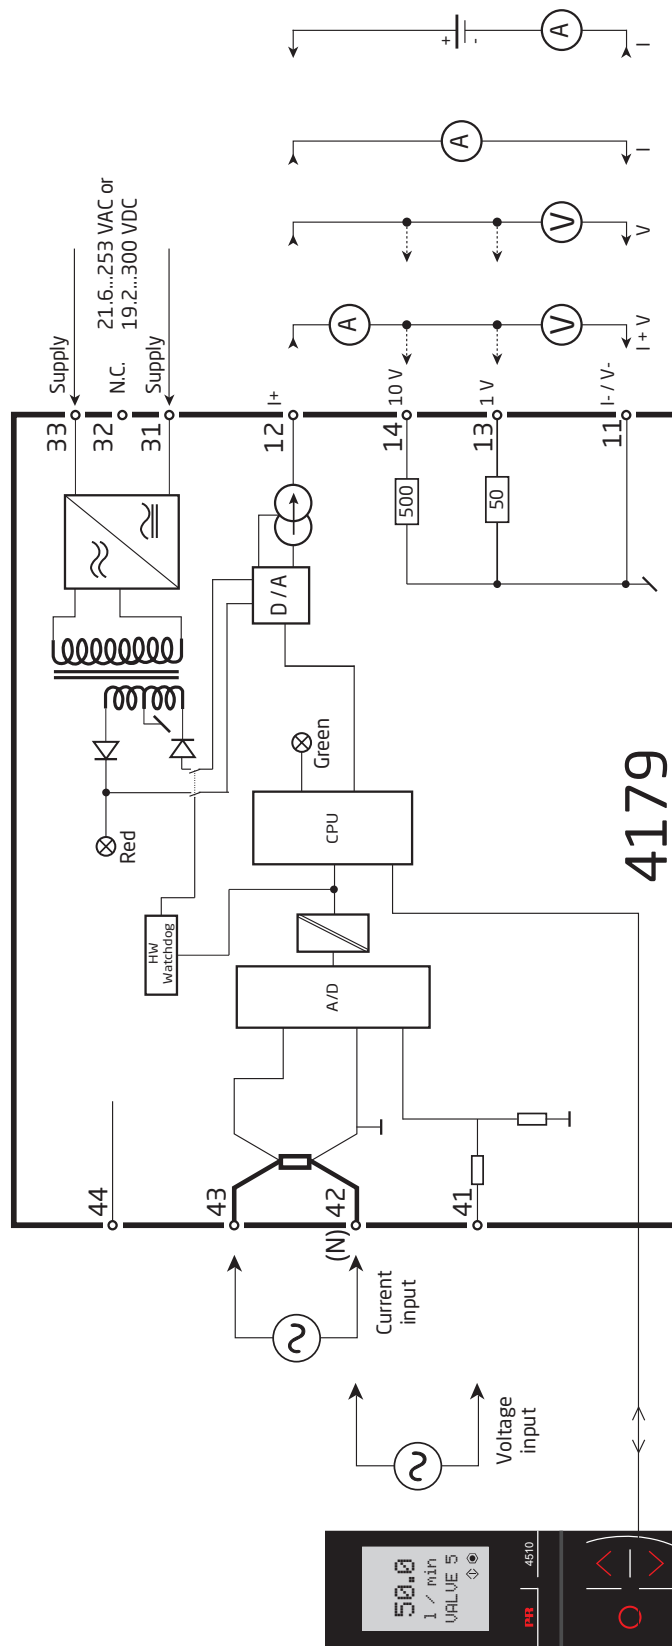 50.0
l / min
VALVE 5
PR
4510
Voltage
input
Current
input
44
43
42
(N)
41
HW
Watchdog
A/D
CPU
Red
Green
D/A
500
50
4179
33
32
31
12
14
13
11
Supply
N.C.
Supply
21.6...253 VAC or
19.2...300 VDC
I+
10 V
1 V
I- / V-
A
V
I + V
V
V
A
I
+
-
A
I